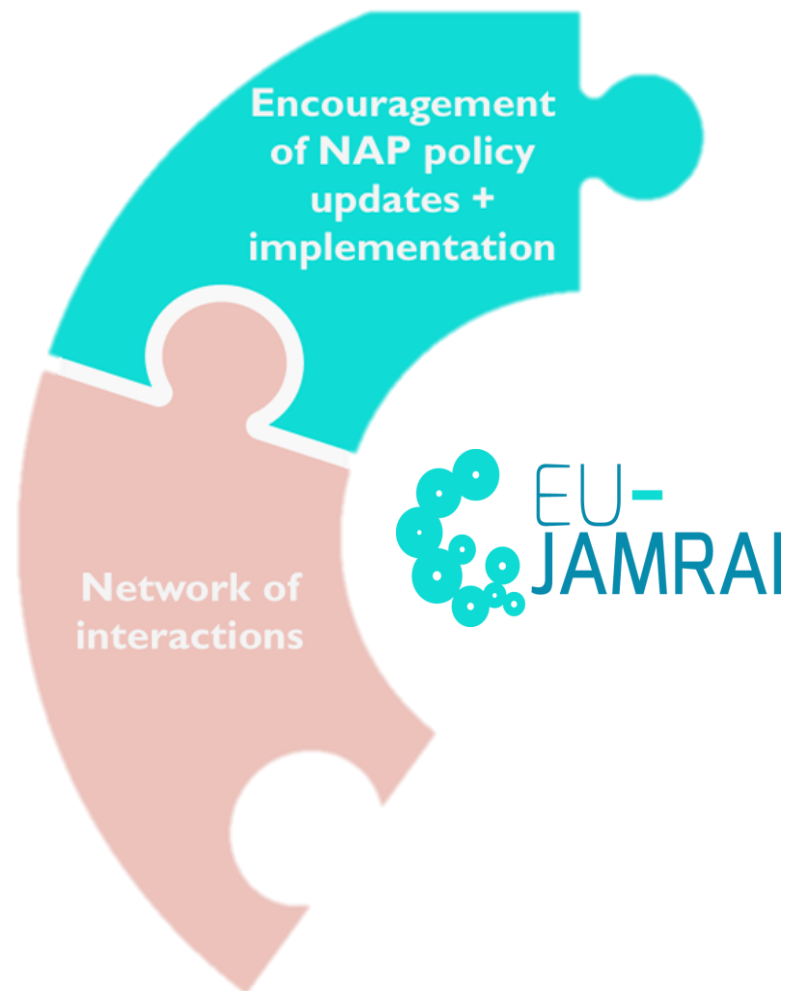 Encouragement
of NAP policy
updates +
implementation
EU-
JAMRAI
Network of
interactions